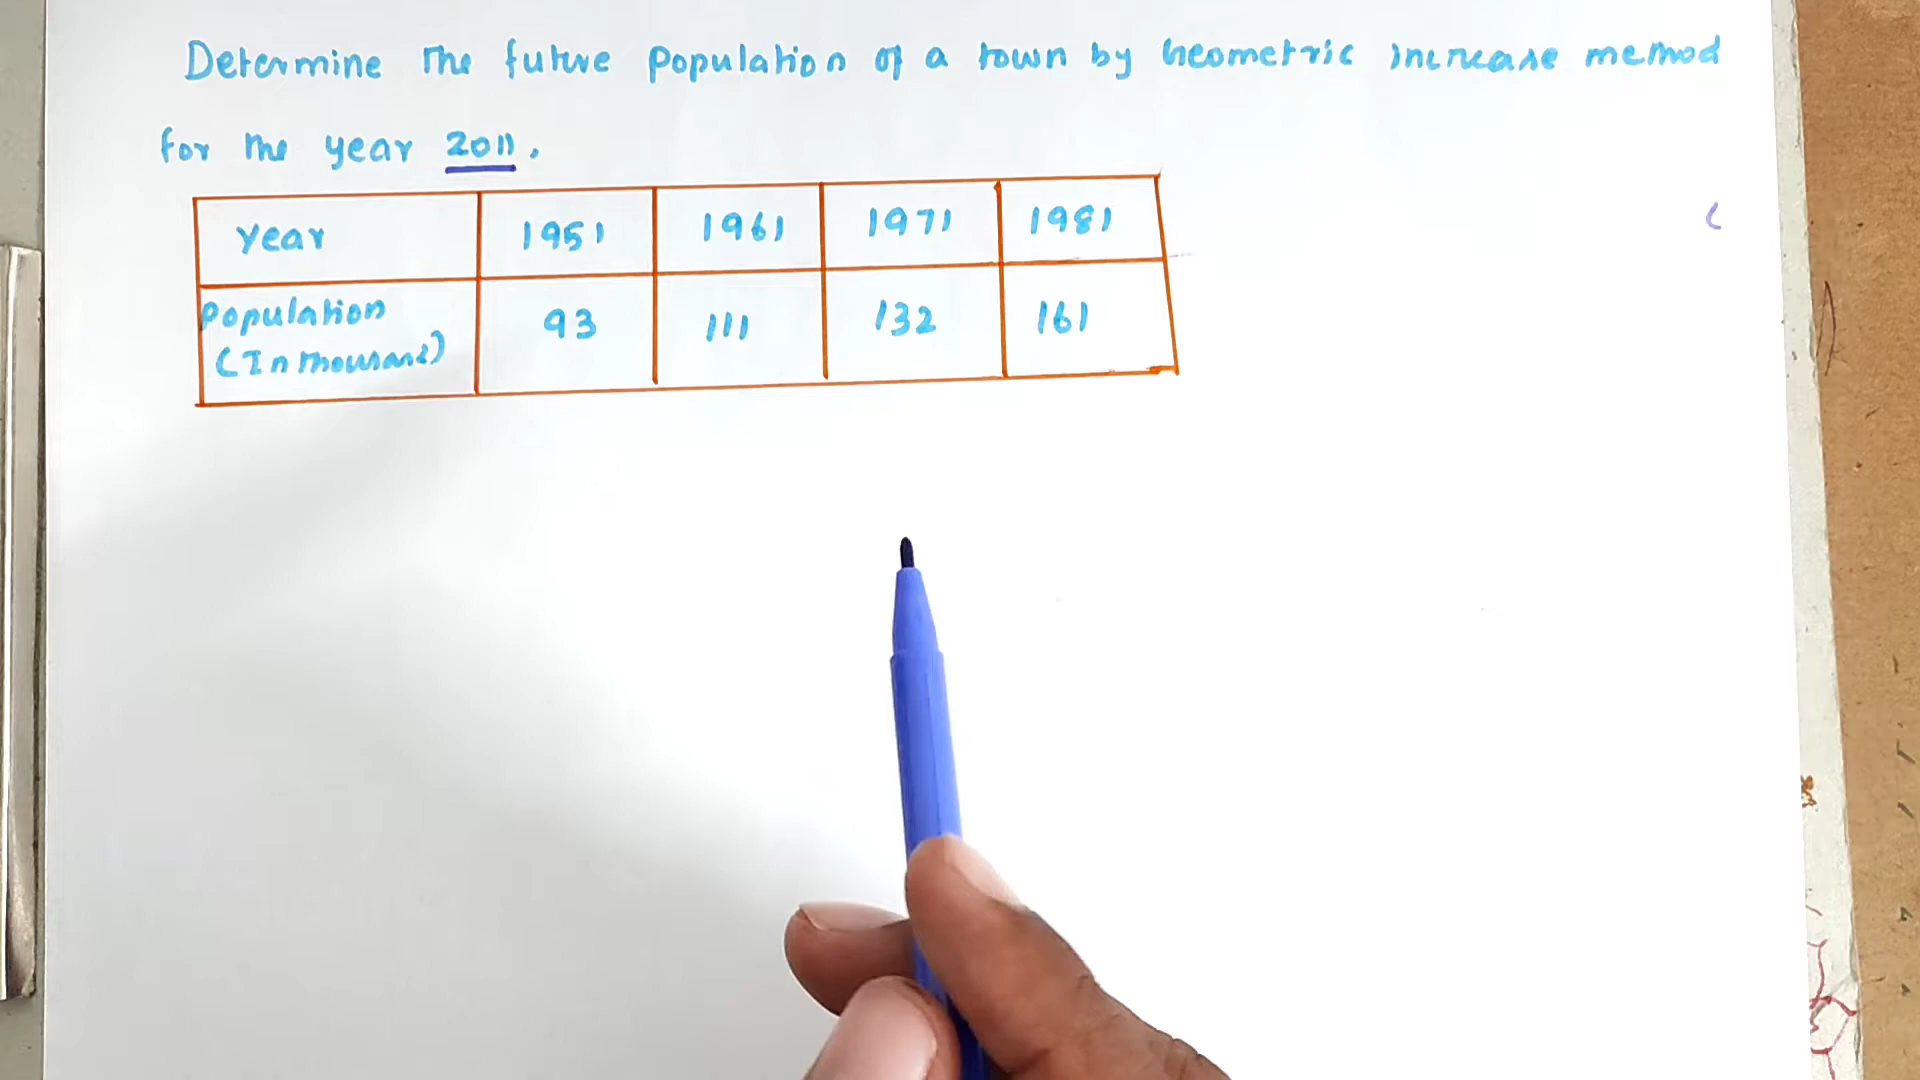 Determine the future population of a town by Geometric increase method
for the year 2011.
year 1951 1961 1971 1981
population 93 111 132 161
(In thousand)